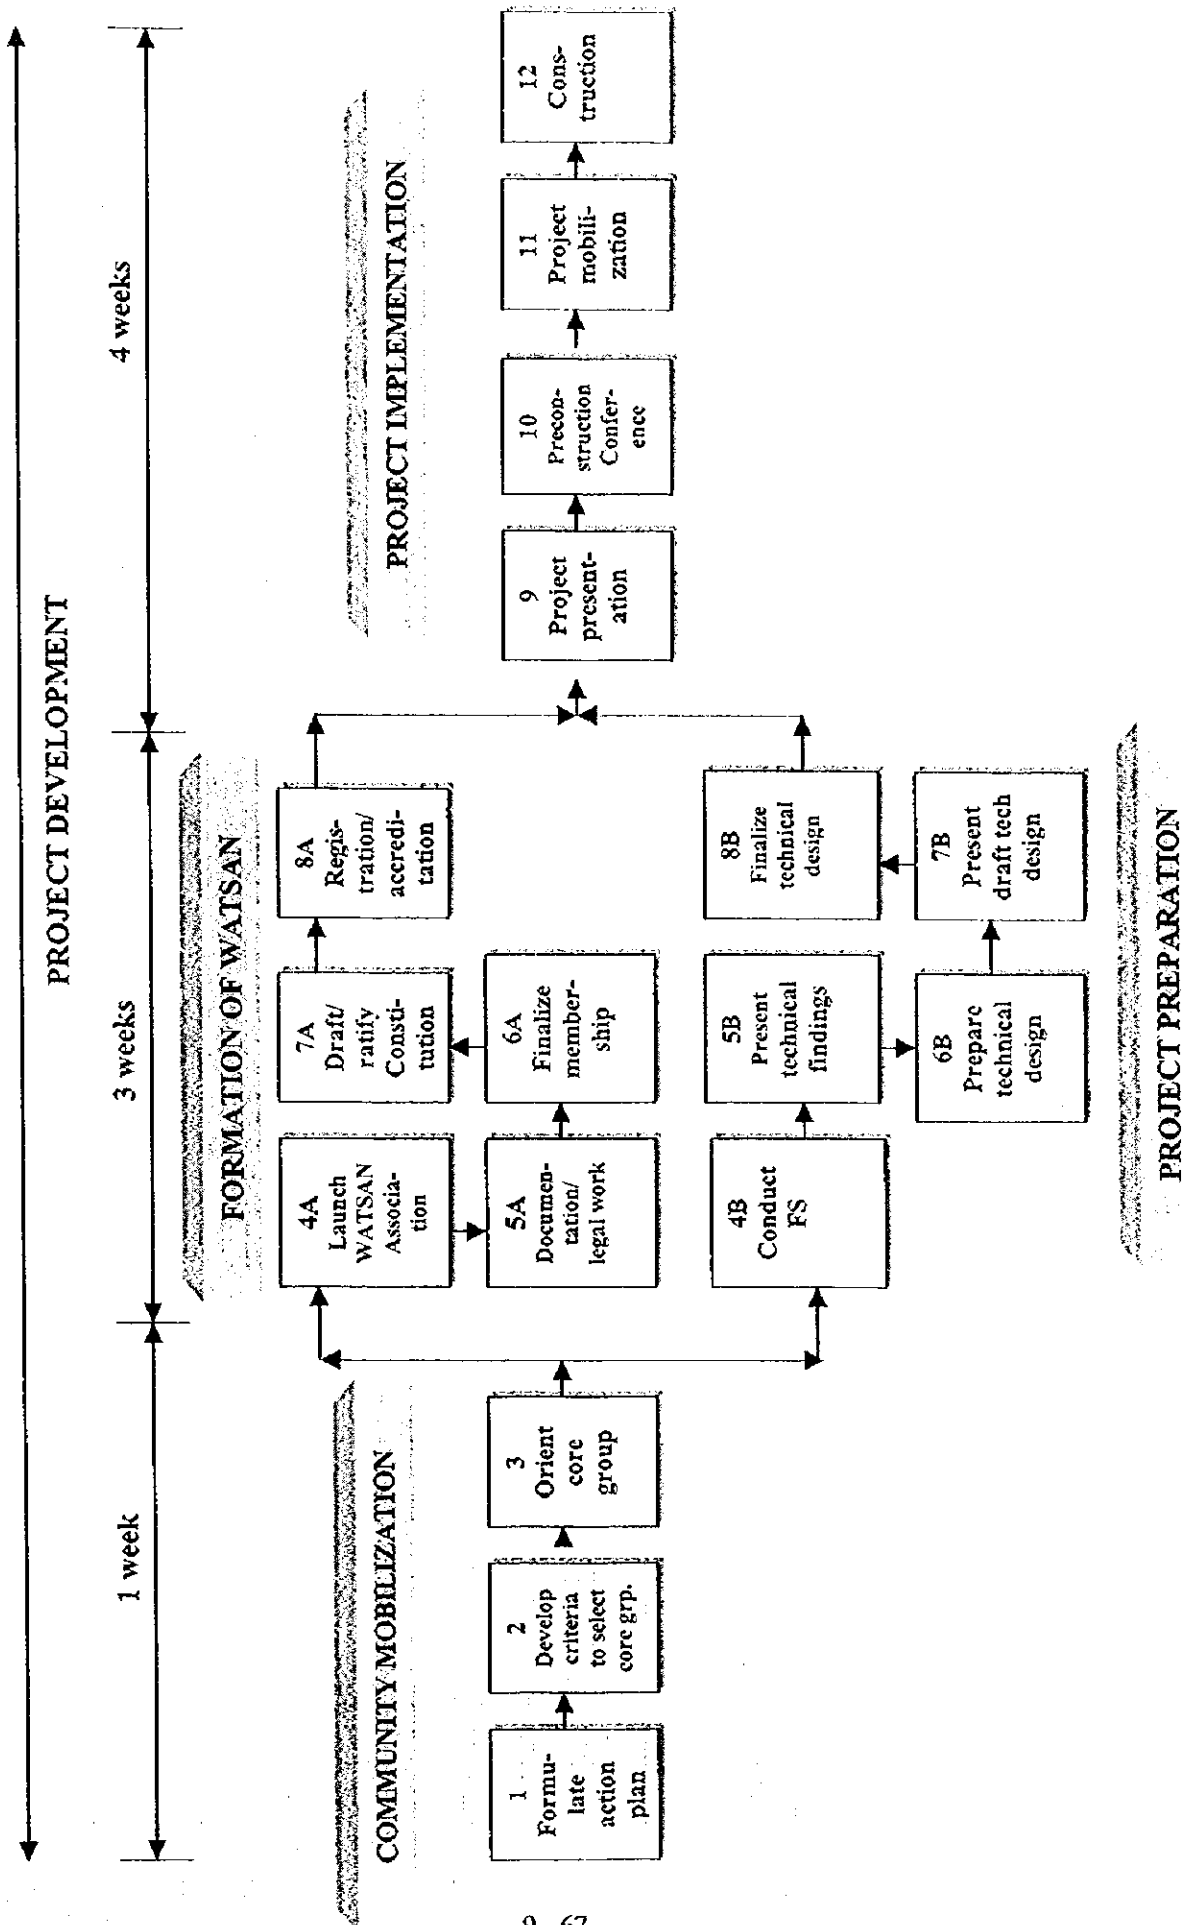 PROJECT DEVELOPMENT
1 week
3 weeks
4 weeks
COMMUNITY MOBILIZATION
1
Formu-
late
action
plan
2
Develop
criteria
to select
core grp.
3
Orient
core
group
FORMATION OF WATSAN
4A
Launch
WATSAN
Associa-
tion
5A
Documen-
tation/
legal work
6A
Finalize
member-
ship
7A
Draft/
ratify
Consti-
tution
8A
Regis-
tration/
accredi-
tation
4B
Conduct
FS
5B
Present
technical
findings
6B
Prepare
technical
design
7B
Present
draft tech
design
8B
Finalize
technical
design
PROJECT PREPARATION
PROJECT IMPLEMENTATION
9
Project
present-
ation
10
Precon-
struction
Confer-
ence
11
Project
mobili-
zation
12
Cons-
truction
9 - 67